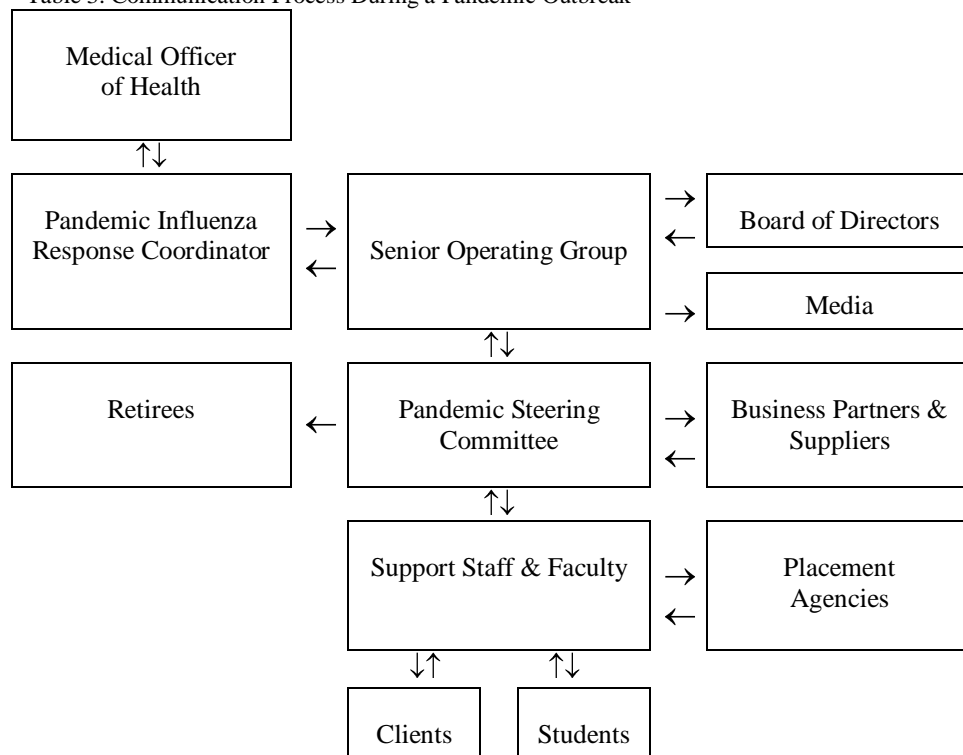 Table 3: Communication Process During a Pandemic Outbreak
Medical Officer
of Health
↑↓
Pandemic Influenza
Response Coordinator
→
←
Senior Operating Group
→
←
Board of Directors
→
Media
↑↓
Retirees
←
Pandemic Steering
Committee
→
←
Business Partners &
Suppliers
↑↓
Support Staff & Faculty
→
←
Placement
Agencies
↓↑
↑↓
Clients
Students